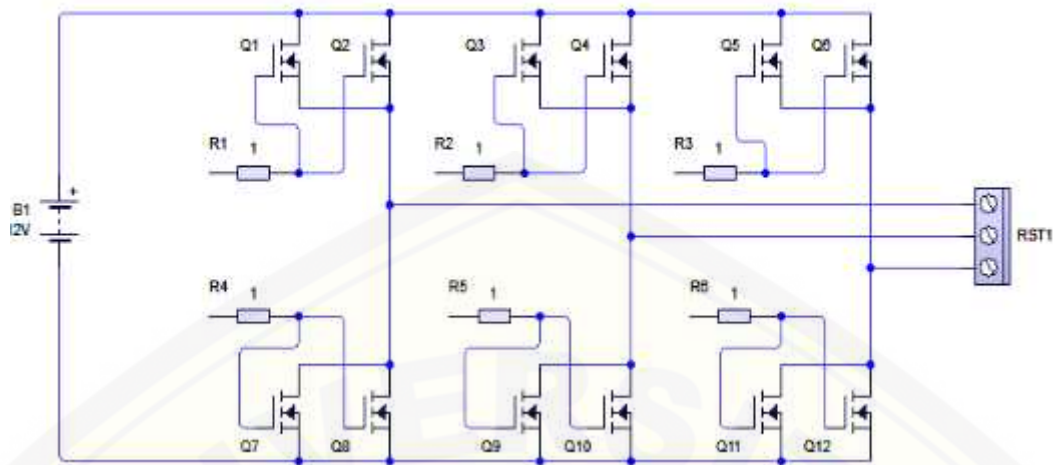 Q1 Q2 Q3 Q4 Q5 Q6
R1 1 R2 1 R3 1
+
B1
12V
RST1
R4 1 R5 1 R6 1
Q7 Q8 Q9 Q10 Q11 Q12